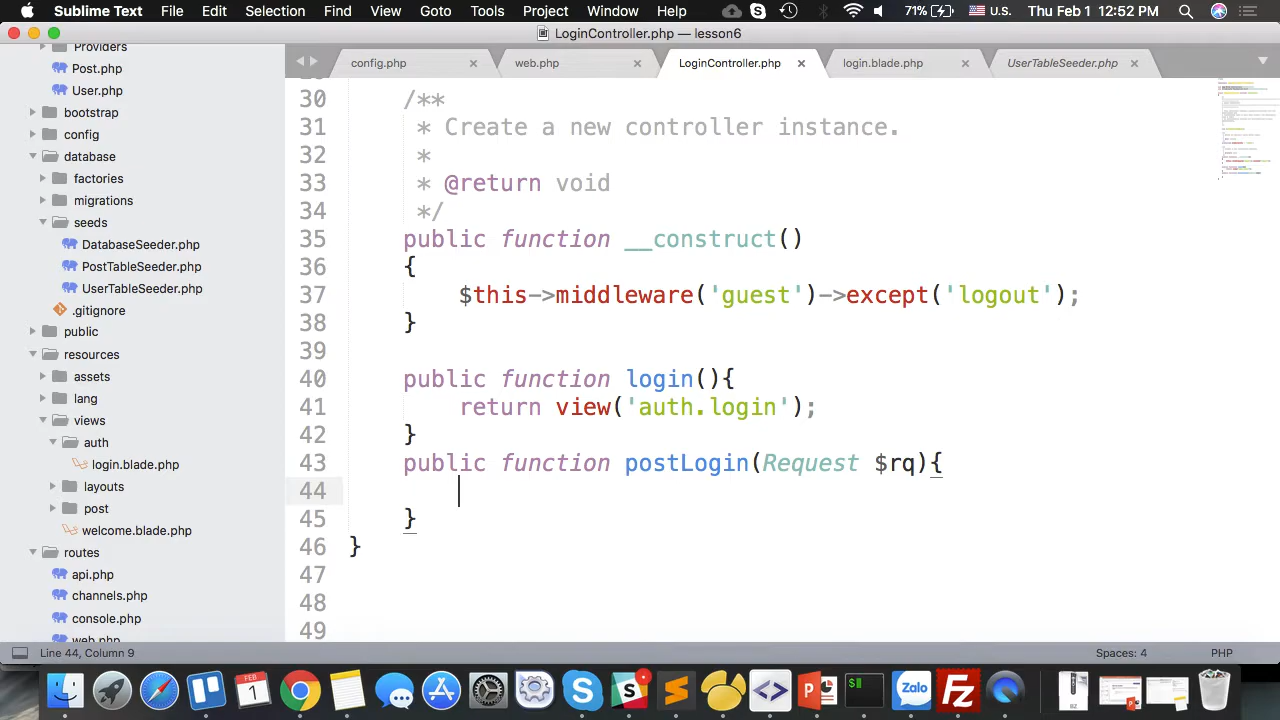 Sublime Text File Edit Selection Find View Goto Tools Project Window Help 71% U.S. Thu Feb 1 12:52 PM
LoginController.php — lesson6
config.php web.php LoginController.php login.blade.php UserTableSeeder.php
Providers
Post.php
User.php
bootstrap
config
database
factories
migrations
seeds
DatabaseSeeder.php
PostTableSeeder.php
UserTableSeeder.php
.gitignore
public
resources
assets
lang
views
auth
login.blade.php
layouts
post
welcome.blade.php
routes
api.php
channels.php
console.php
web.php
30 /**
31 * Create a new controller instance.
32 *
33 * @return void
34 */
35 public function __construct()
36 {
37 $this->middleware('guest')->except('logout');
38 }
39
40 public function login(){
41 return view('auth.login');
42 }
43 public function postLogin(Request $rq){
44
45 }
46 }
47
48
49
Line 44, Column 9 Spaces: 4 PHP
FEB
1
Zalo